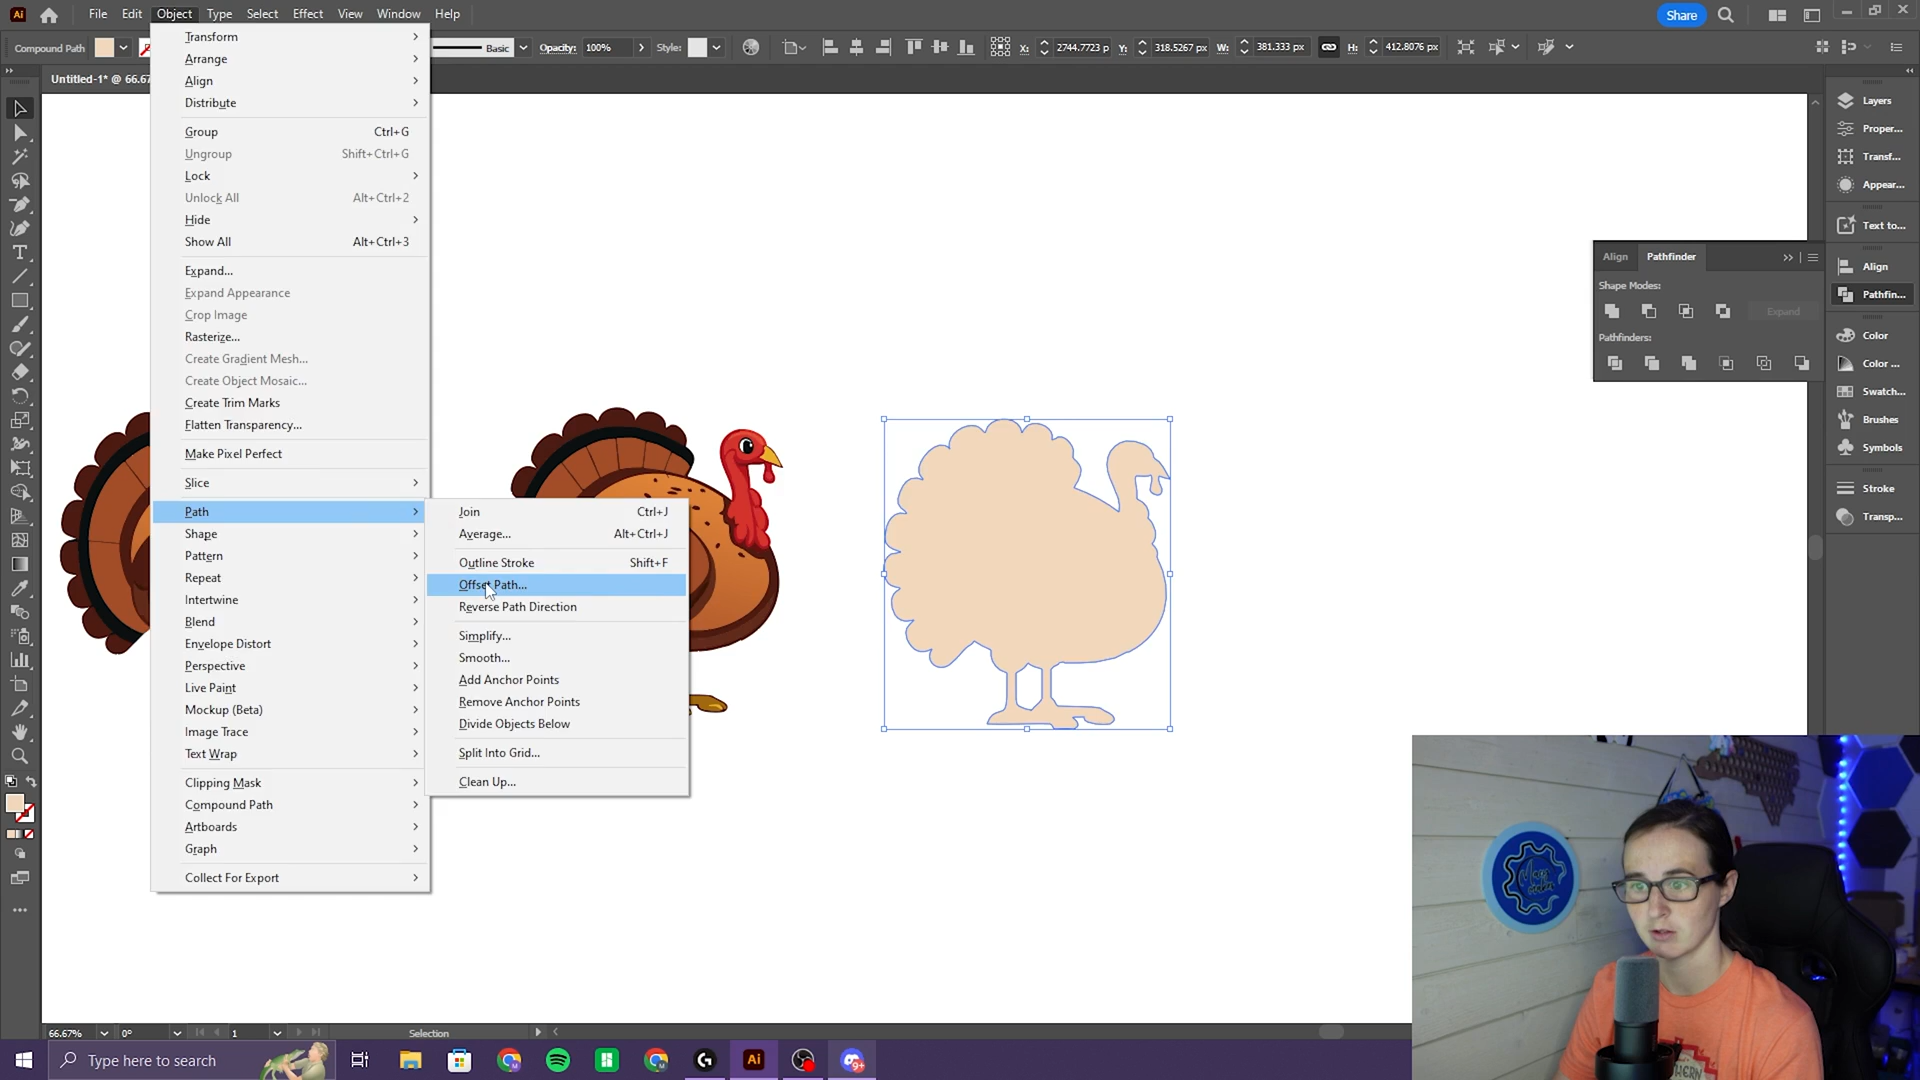 Ai File Edit Object Type Select Effect View Window Help Share
Compound Path Basic Opacity: 100% Style: X: 2744.7723 p Y: 318.5267 px W: 381.333 px H: 412.8076 px
Untitled-1* @ 66.67
Transform
Arrange
Align
Distribute
Group Ctrl+G
Ungroup Shift+Ctrl+G
Lock
Unlock All Alt+Ctrl+2
Hide
Show All Alt+Ctrl+3
Expand...
Expand Appearance
Crop Image
Rasterize...
Create Gradient Mesh...
Create Object Mosaic...
Create Trim Marks
Flatten Transparency...
Make Pixel Perfect
Slice
Path
Shape
Pattern
Repeat
Intertwine
Blend
Envelope Distort
Perspective
Live Paint
Mockup (Beta)
Image Trace
Text Wrap
Clipping Mask
Compound Path
Artboards
Graph
Collect For Export
Join Ctrl+J
Average... Alt+Ctrl+J
Outline Stroke Shift+F
Offset Path...
Reverse Path Direction
Simplify...
Smooth...
Add Anchor Points
Remove Anchor Points
Divide Objects Below
Split Into Grid...
Clean Up...
Align Pathfinder
Shape Modes:
Expand
Pathfinders:
Layers
Proper...
Transf...
Appear...
Text to...
Align
Pathfin...
Color
Color ...
Swatch...
Brushes
Symbols
Stroke
Transp...
66.67% 0° 1 Selection
Type here to search Ai 9+